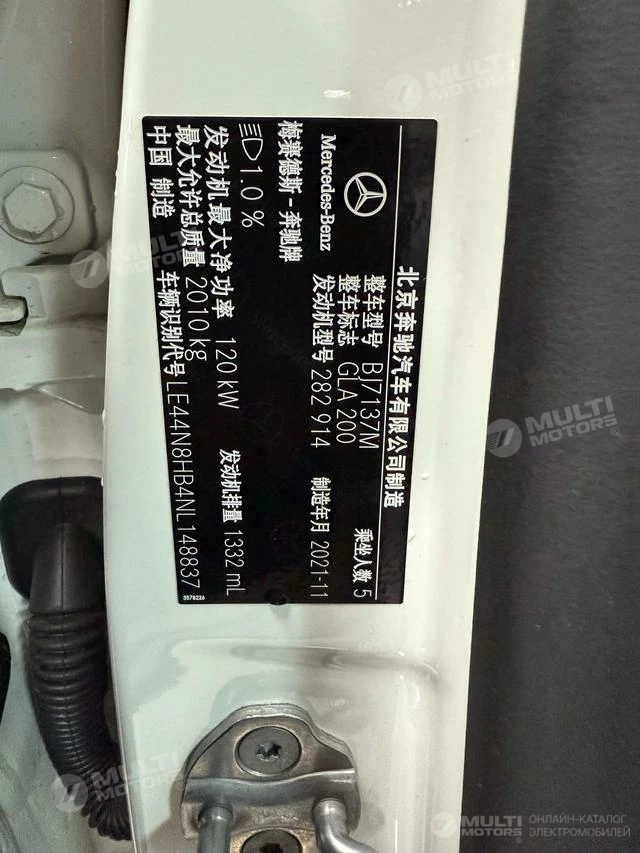 北京奔驰汽车有限公司制造
Mercedes-Benz
整车型号 BJ7137M
乘坐人数 5
整车标志 GLA 200
梅赛德斯-奔驰牌
发动机型号 282 914
制造年月 2021-11
1.0 %
发动机最大净功率 120 kW
发动机排量 1332 mL
最大允许总质量 2010 kg
中国 制造
车辆识别代号 LE44N8HB4NL148837
3578226
MULTI
MOTORS
MULTI
MOTORS
MULTI
MOTORS
MULTI
MOTORS
MULTI
MOTORS
ОНЛАЙН-КАТАЛОГ
ЭЛЕКТРОМОБИЛЕЙ